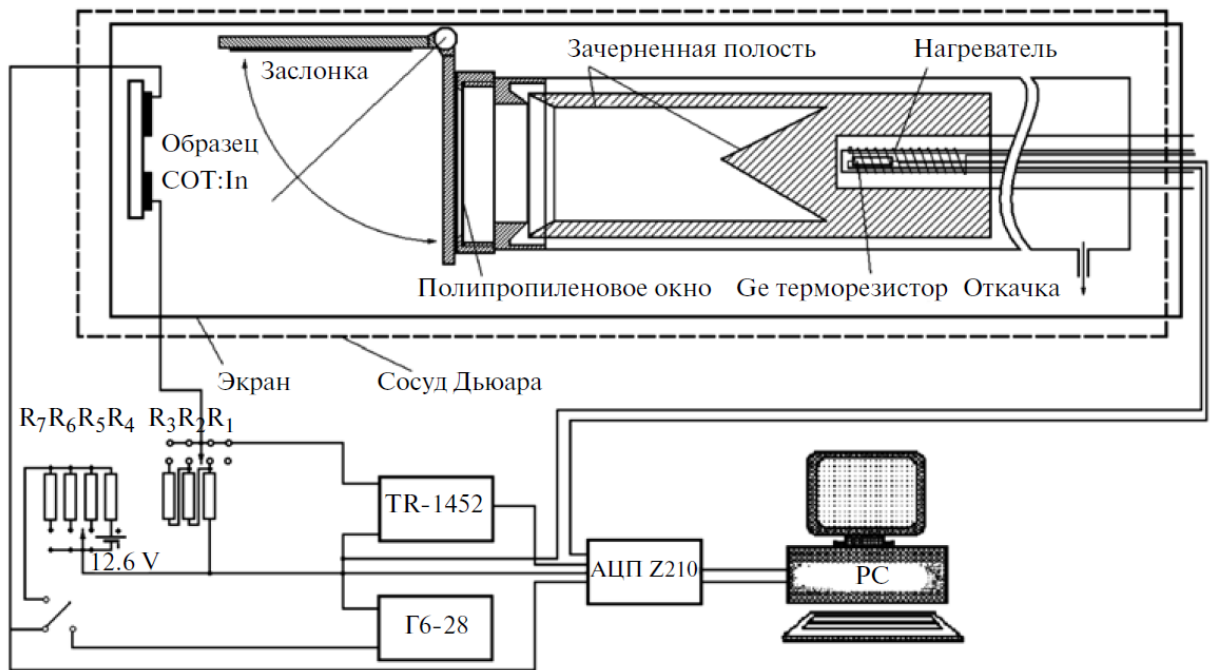 Зачерненная полость
Нагреватель
Заслонка
Образец
СОТ:In
Полипропиленовое окно
Ge терморезистор
Откачка
Экран
Сосуд Дьюара
R7R6R5R4
R3R2R1
TR-1452
12.6 V
АЦП Z210
PC
Г6-28